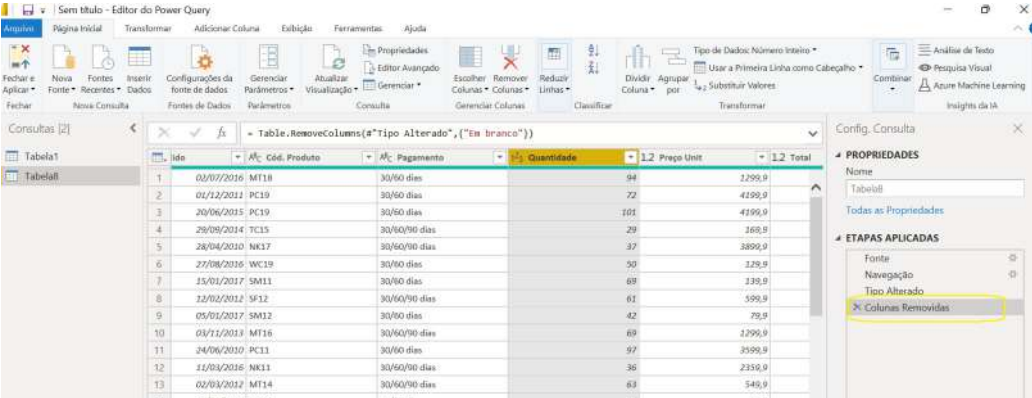 Sem título - Editor do Power Query
Arquivo Página Inicial Transformar Adicionar Coluna Exibição Ferramentas Ajuda
Fechar e Aplicar Nova Fonte Fontes Recentes Inserir Dados Configurações da fonte de dados Gerenciar Parâmetros Atualizar Visualização Propriedades Editor Avançado Gerenciar Escolher Colunas Remover Colunas Reduzir Linhas Dividir Coluna Agrupar por Tipo de Dados: Número Inteiro Usar a Primeira Linha como Cabeçalho Substituir Valores Combinar Análise de Texto Pesquisa Visual Azure Machine Learning
Fechar Nova Consulta Fontes de Dados Parâmetros Consulta Gerenciar Colunas Classificar Transformar Insights da IA
Consultas [2]
Tabela1
Tabela8
fx = Table.RemoveColumns(#"Tipo Alterado",{"Em branco"})
ido ABC Cód. Produto ABC Pagamento 123 Quantidade 1.2 Preço Unit 1.2 Total
1 02/07/2016 MT18 30/60 dias 94 1299,9
2 01/12/2011 PC19 30/60 dias 72 4199,9
3 20/06/2015 PC19 30/60 dias 101 4199,9
4 29/09/2014 TC15 30/60/90 dias 29 169,9
5 28/04/2010 NK17 30/60/90 dias 37 3899,9
6 27/08/2016 WC19 30/60 dias 50 129,9
7 15/01/2017 SM11 30/60 dias 69 139,9
8 12/02/2012 SF12 30/60/90 dias 61 599,9
9 05/01/2017 SM12 30/60 dias 42 79,9
10 03/11/2013 MT16 30/60/90 dias 69 1299,9
11 24/06/2010 PC11 30/60 dias 97 3599,9
12 11/03/2016 NK11 30/60/90 dias 36 2359,9
13 02/03/2012 MT14 30/60/90 dias 63 549,9
Config. Consulta
PROPRIEDADES
Nome
Tabela8
Todas as Propriedades
ETAPAS APLICADAS
Fonte
Navegação
Tipo Alterado
Colunas Removidas